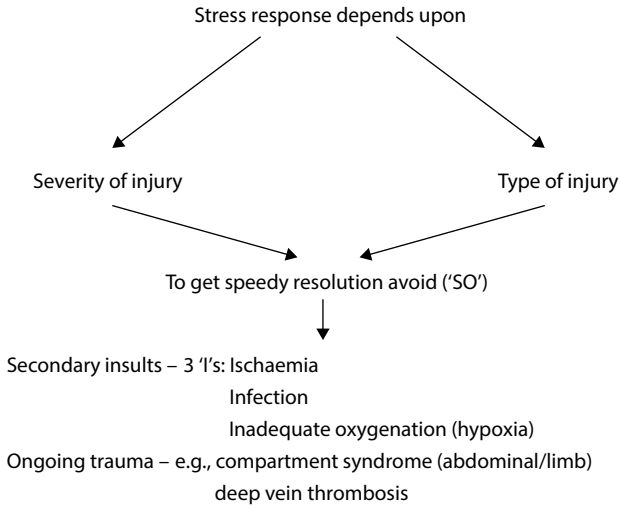 Stress response depends upon
Severity of injury
Type of injury
To get speedy resolution avoid (‘SO’)
Secondary insults – 3 ‘I’s: Ischaemia
Infection
Inadequate oxygenation (hypoxia)
Ongoing trauma – e.g., compartment syndrome (abdominal/limb)
deep vein thrombosis